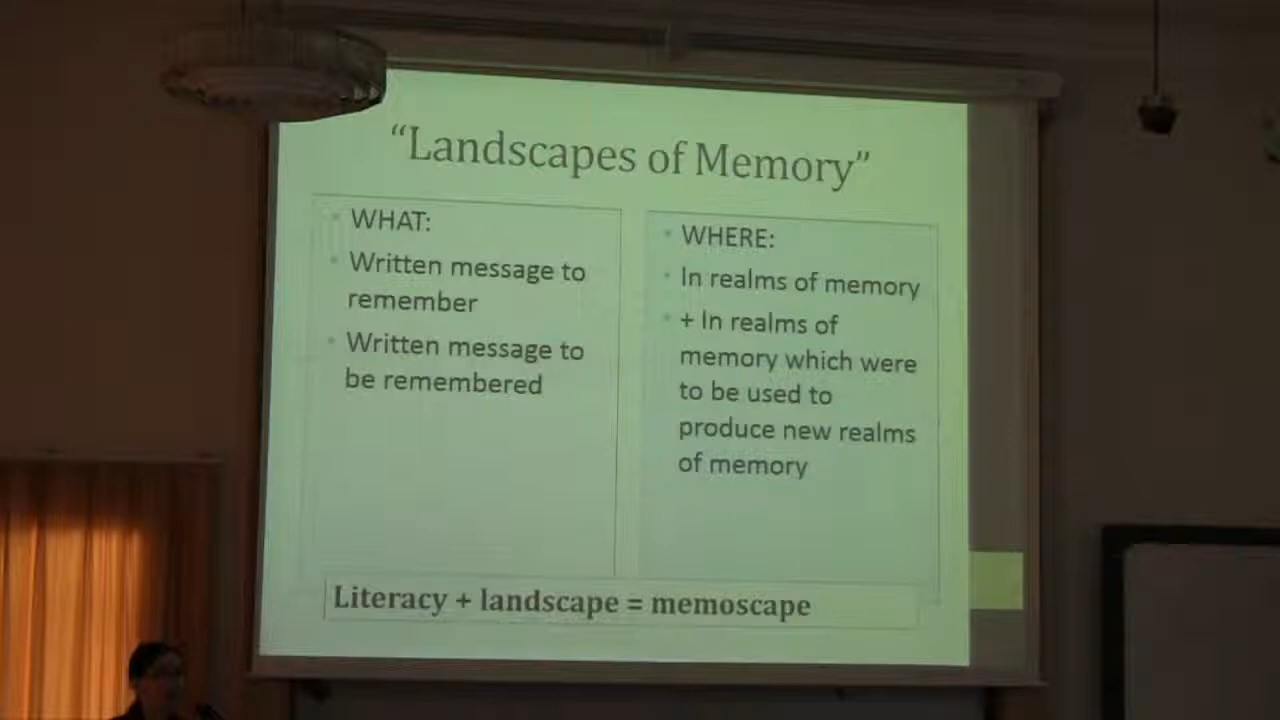 “Landscapes of Memory”
WHAT:
Written message to
remember
Written message to
be remembered
WHERE:
In realms of memory
+ In realms of
memory which were
to be used to
produce new realms
of memory
Literacy + landscape = memoscape